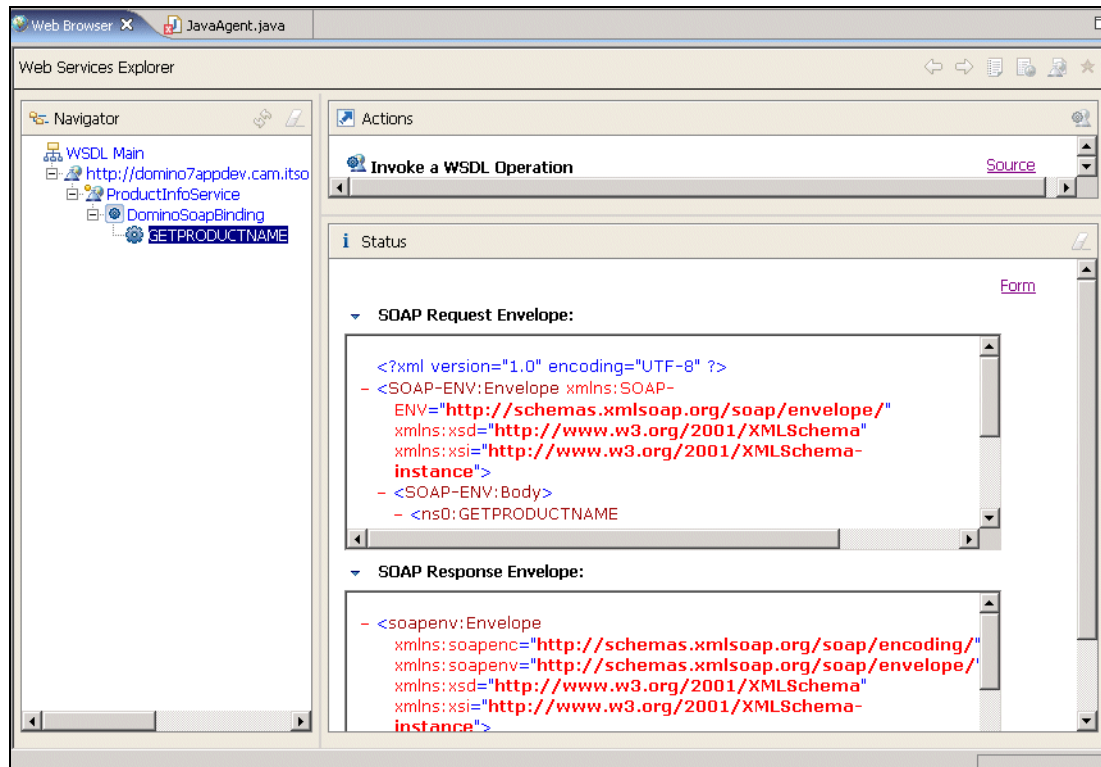 Web Browser
JavaAgent.java
Web Services Explorer
Navigator
WSDL Main
http://domino7appdev.cam.itso
ProductInfoService
DominoSoapBinding
GETPRODUCTNAME
Actions
Invoke a WSDL Operation
Source
i Status
Form
SOAP Request Envelope:
<?xml version="1.0" encoding="UTF-8" ?>
- <SOAP-ENV:Envelope xmlns:SOAP-
ENV="http://schemas.xmlsoap.org/soap/envelope/"
xmlns:xsd="http://www.w3.org/2001/XMLSchema"
xmlns:xsi="http://www.w3.org/2001/XMLSchema-
instance">
- <SOAP-ENV:Body>
- <ns0:GETPRODUCTNAME
SOAP Response Envelope:
- <soapenv:Envelope
xmlns:soapenc="http://schemas.xmlsoap.org/soap/encoding/"
xmlns:soapenv="http://schemas.xmlsoap.org/soap/envelope/"
xmlns:xsd="http://www.w3.org/2001/XMLSchema"
xmlns:xsi="http://www.w3.org/2001/XMLSchema-
instance">